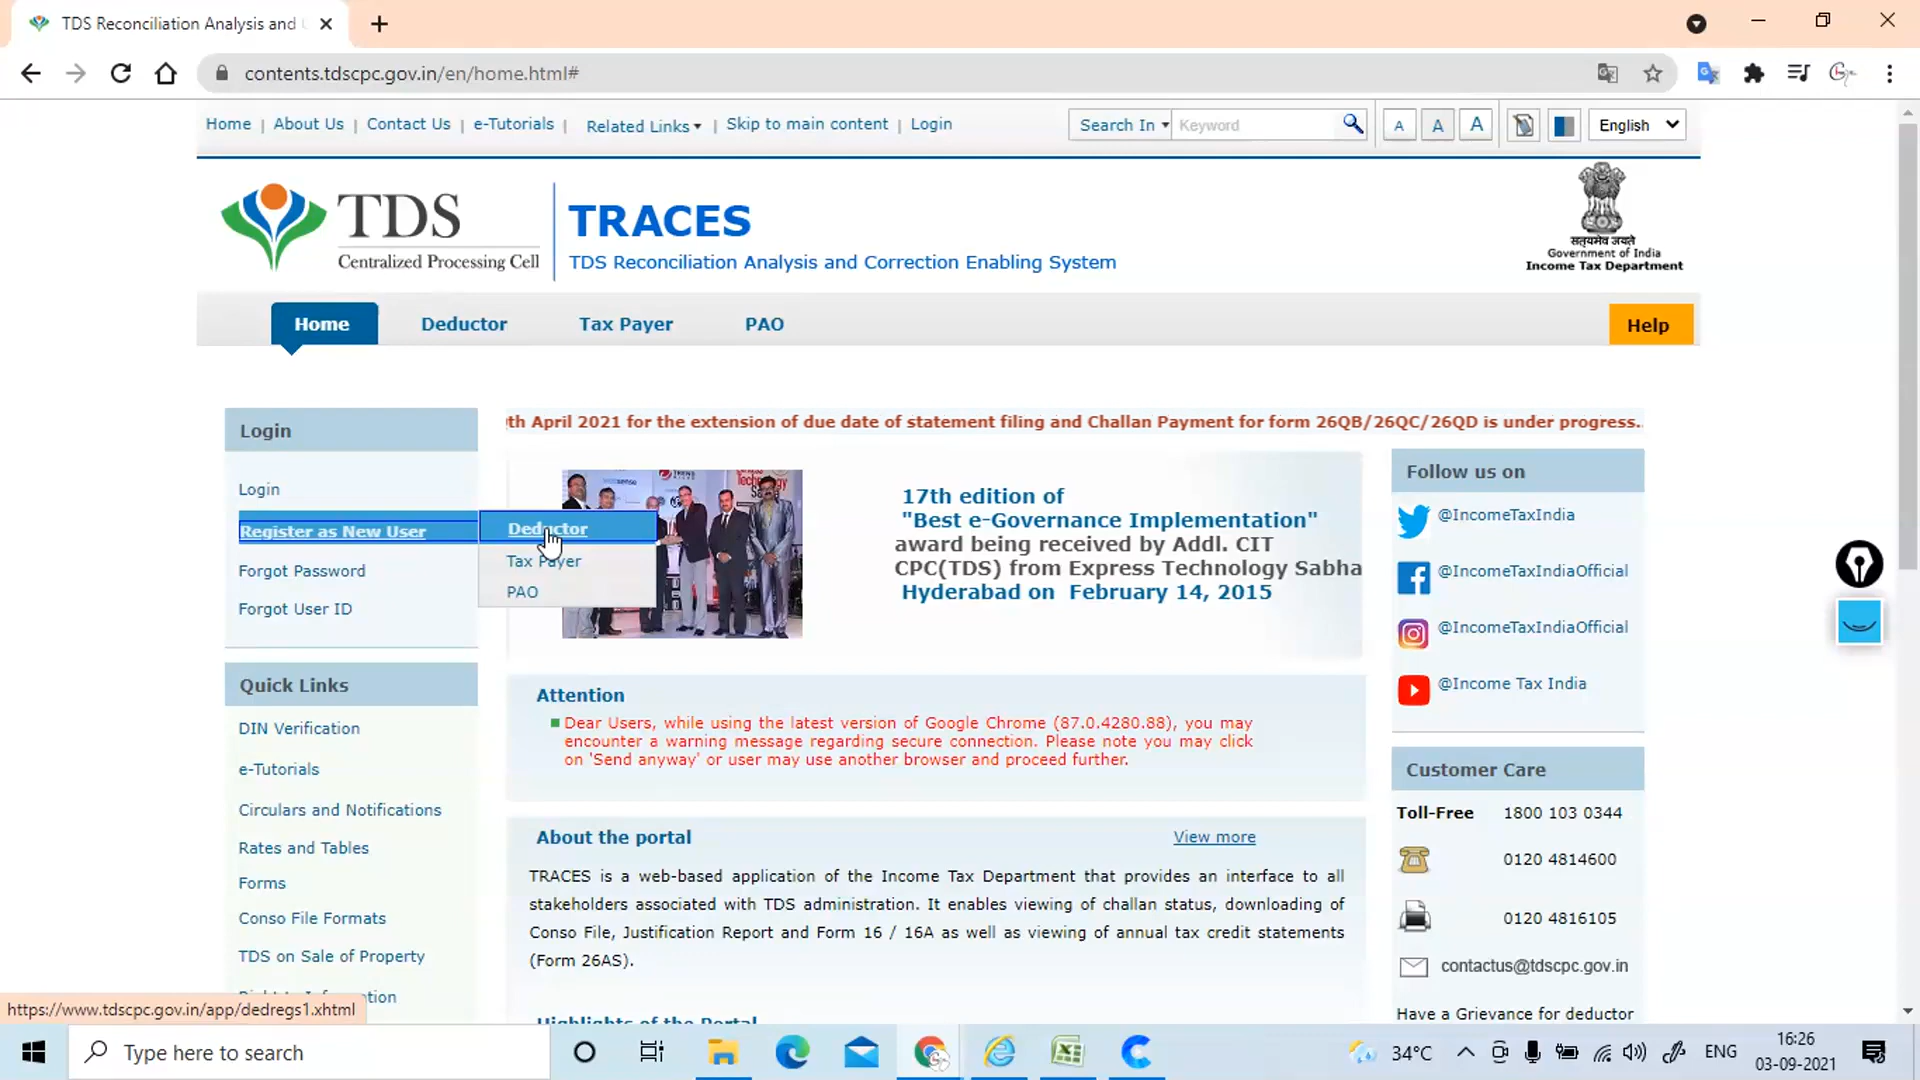 TDS Reconciliation Analysis and
contents.tdscpc.gov.in/en/home.html#
Home | About Us | Contact Us | e-Tutorials | Related Links | Skip to main content | Login
Search In Keyword A A A English
TDS
Centralized Processing Cell
TRACES
TDS Reconciliation Analysis and Correction Enabling System
सत्यमेव जयते
Government of India
Income Tax Department
Home Deductor Tax Payer PAO Help
th April 2021 for the extension of due date of statement filing and Challan Payment for form 26QB/26QC/26QD is under progress..
Login
Login
Register as New User
Deductor
Tax Payer
PAO
Forgot Password
Forgot User ID
Quick Links
DIN Verification
e-Tutorials
Circulars and Notifications
Rates and Tables
Forms
Conso File Formats
TDS on Sale of Property
17th edition of
"Best e-Governance Implementation"
award being received by Addl. CIT
CPC(TDS) from Express Technology Sabha
Hyderabad on February 14, 2015
Attention
Dear Users, while using the latest version of Google Chrome (87.0.4280.88), you may
encounter a warning message regarding secure connection. Please note you may click
on 'Send anyway' or user may use another browser and proceed further.
About the portal
View more
TRACES is a web-based application of the Income Tax Department that provides an interface to all
stakeholders associated with TDS administration. It enables viewing of challan status, downloading of
Conso File, Justification Report and Form 16 / 16A as well as viewing of annual tax credit statements
(Form 26AS).
Highlights of the Portal
Follow us on
@IncomeTaxIndia
@IncomeTaxIndiaOfficial
@IncomeTaxIndiaOfficial
@Income Tax India
Customer Care
Toll-Free 1800 103 0344
0120 4814600
0120 4816105
contactus@tdscpc.gov.in
Have a Grievance for deductor
https://www.tdscpc.gov.in/app/dedregs1.xhtml
Type here to search
34°C
ENG
16:26
03-09-2021